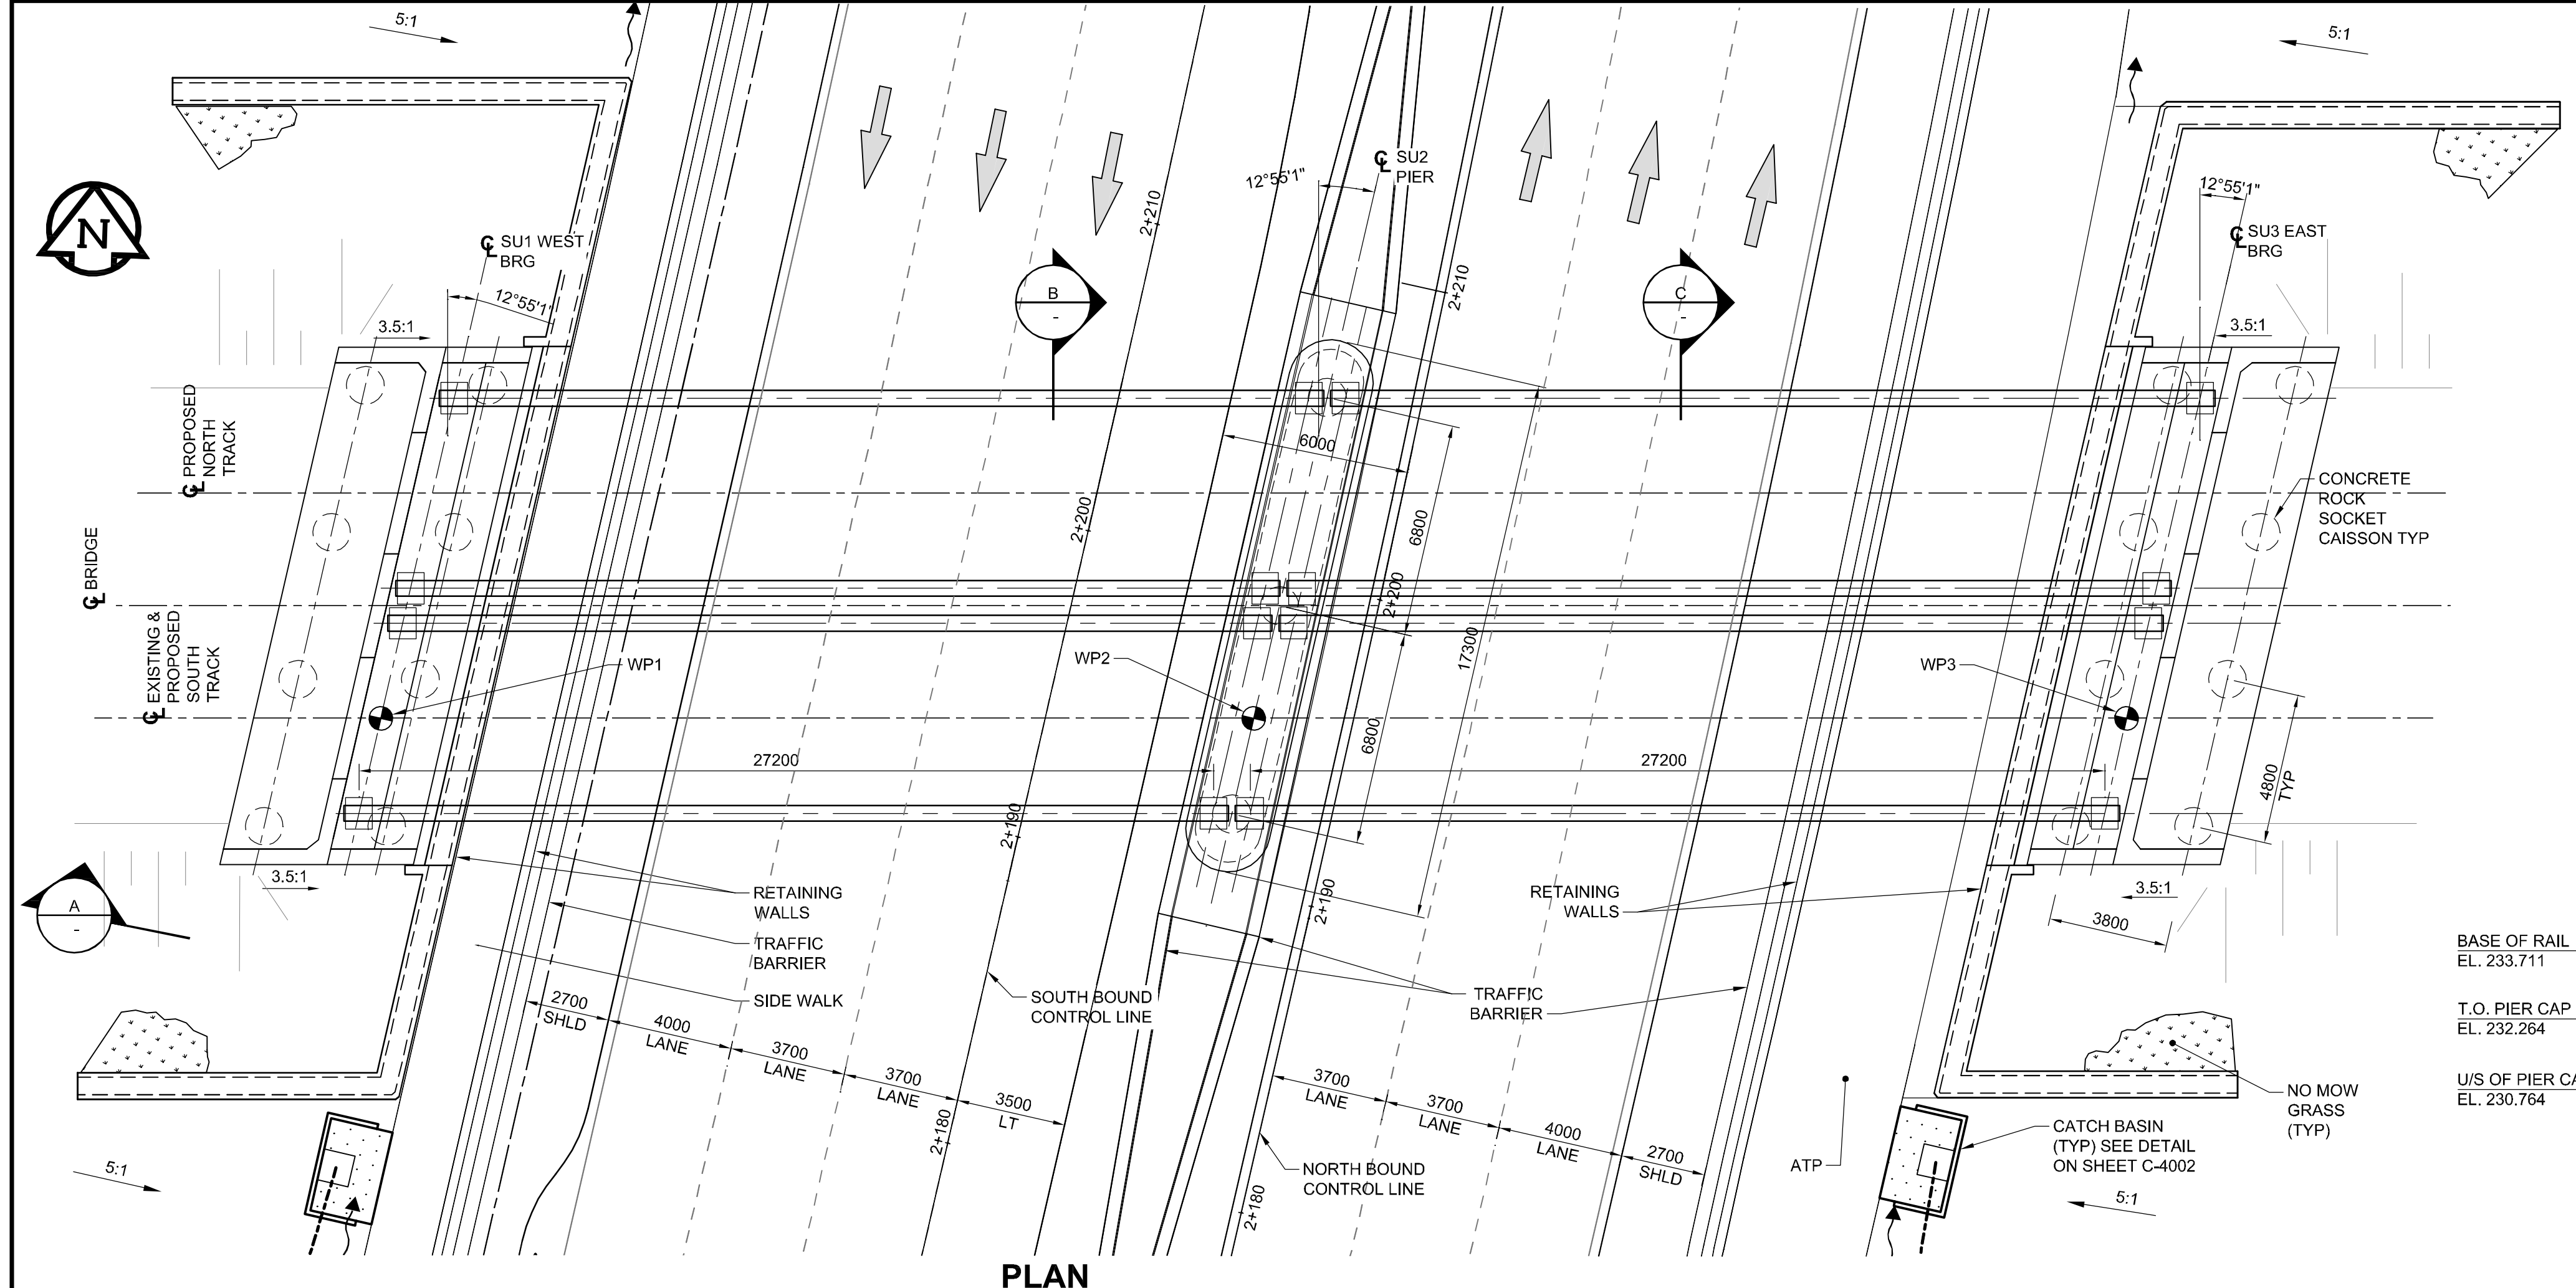 5:1
5:1
N
2+210
12°55'1"
℄ SU2
PIER
12°55'1"
℄ SU1 WEST
BRG
12°55'1"
℄ SU3 EAST
BRG
B
-
C
-
2+210
3.5:1
3.5:1
℄ PROPOSED
NORTH
TRACK
6000
CONCRETE
ROCK
SOCKET
CAISSON TYP
2+200
6800
℄ BRIDGE
2+200
℄ EXISTING &
PROPOSED
SOUTH
TRACK
17300
WP1
WP2
WP3
6800
27200
27200
4800
TYP
2+190
2+190
3.5:1
3.5:1
A
-
RETAINING
WALLS
RETAINING
WALLS
3800
TRAFFIC
BARRIER
BASE OF RAIL
EL. 233.711
SIDE WALK
SOUTH BOUND
CONTROL LINE
TRAFFIC
BARRIER
T.O. PIER CAP
EL. 232.264
2700
SHLD
4000
LANE
3700
LANE
3700
LANE
3500
LT
3700
LANE
3700
LANE
4000
LANE
2700
SHLD
U/S OF PIER
EL. 230.764
NO MOW
GRASS
(TYP)
2+180
2+180
CATCH BASIN
(TYP) SEE DETAIL
ON SHEET C-4002
ATP
NORTH BOUND
CONTROL LINE
5:1
5:1
PLAN